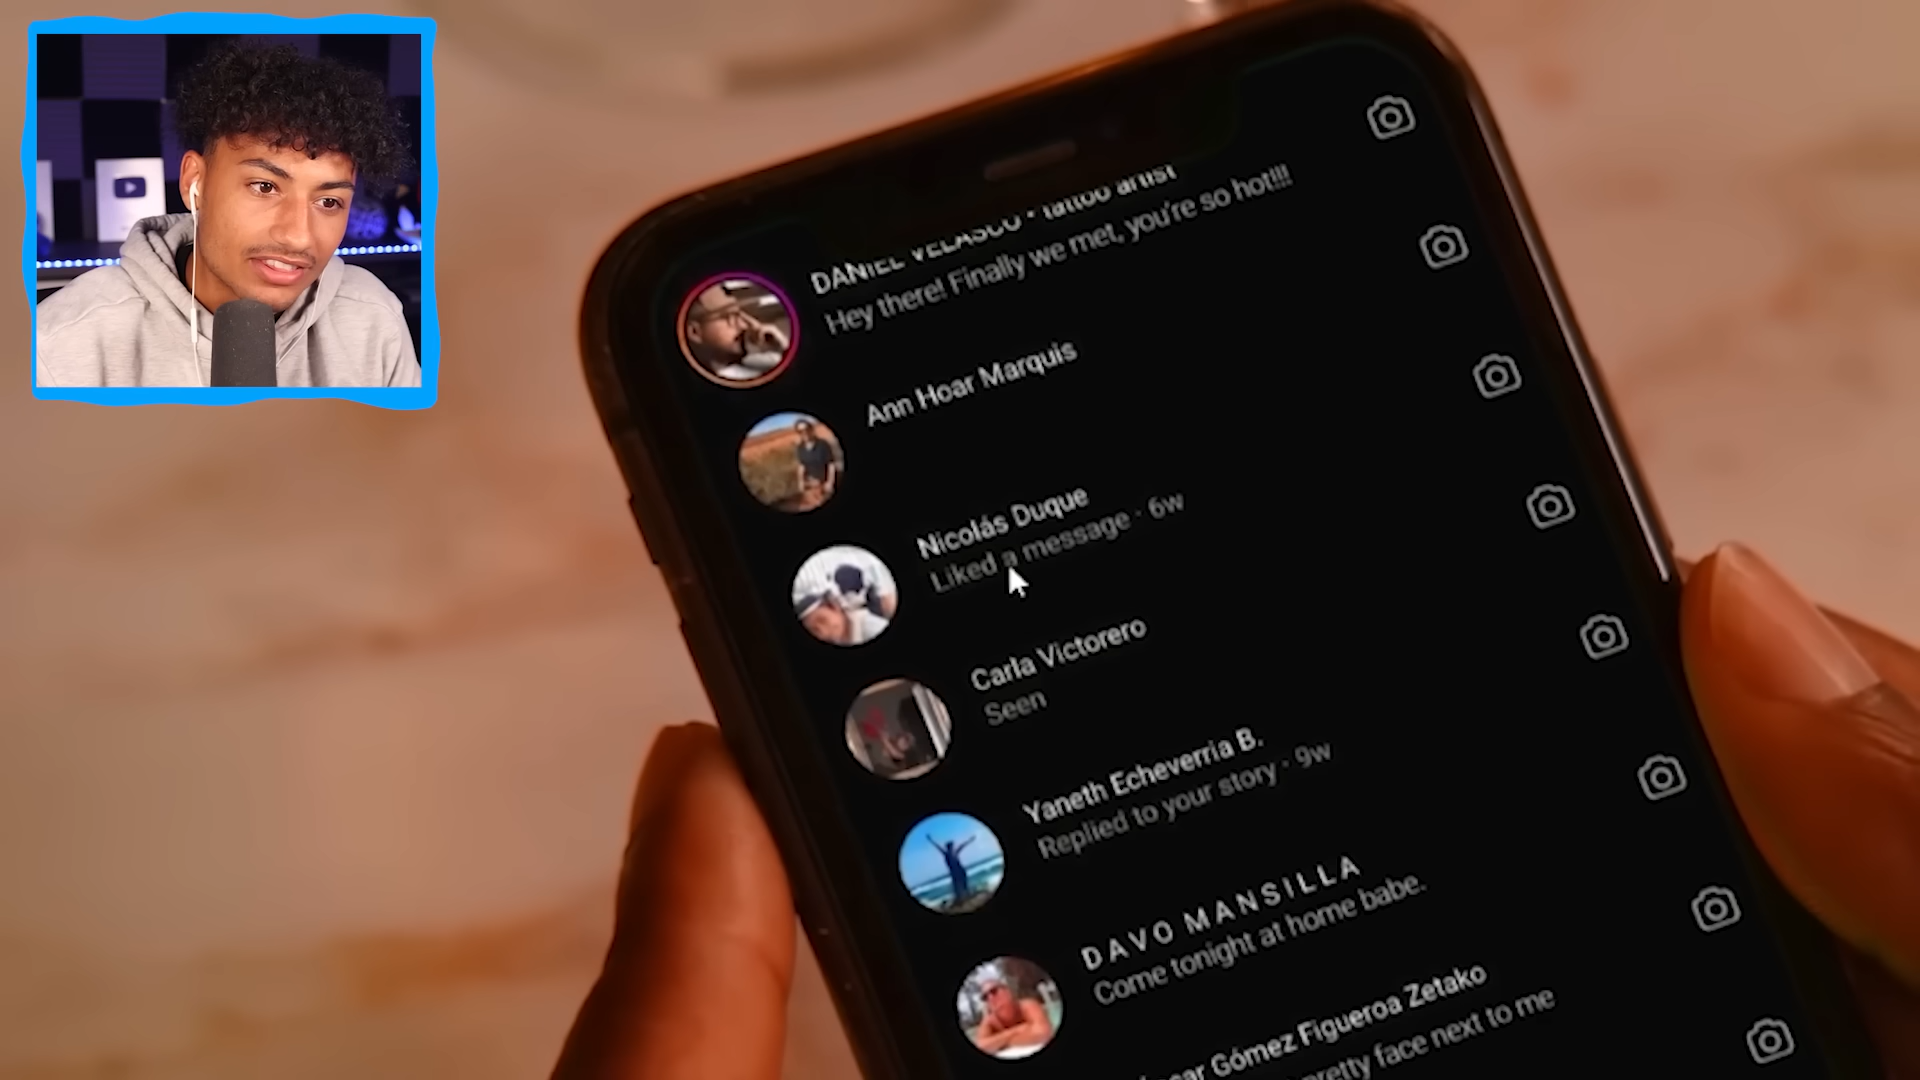 DANIEL VELASCO • tattoo artist
Hey there! Finally we met, you're so hot!!!
Ann Hoar Marquis
Nicolás Duque
Liked a message · 6w
Carla Victorero
Seen
Yaneth Echeverria B.
Replied to your story · 9w
D A V O M A N S I L L A
Come tonight at home babe.
Gómez Figueroa Zetako
pretty face next to me